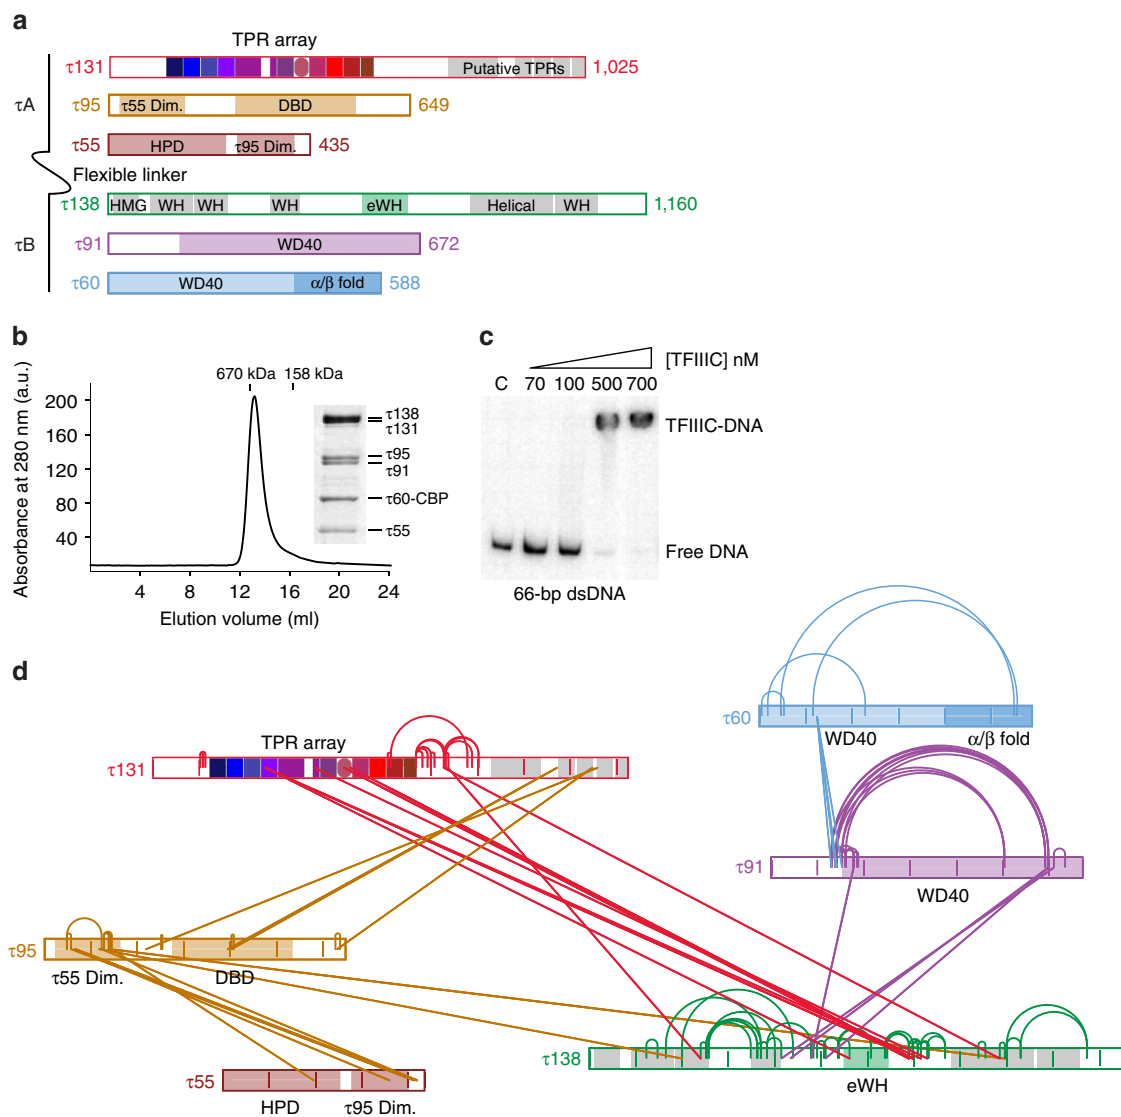 a
TPR array
τ131 Putative TPRs 1,025
τA τ95 τ55 Dim. DBD 649
τ55 HPD τ95 Dim. 435
Flexible linker
τ138 HMG WH WH WH eWH Helical WH 1,160
τB τ91 WD40 672
τ60 WD40 α/β fold 588
b
670 kDa 158 kDa
Absorbance at 280 nm (a.u.)
200
160
120
80
40
4 8 12 16 20 24
Elution volume (ml)
τ138
τ131
τ95
τ91
τ60-CBP
τ55
c
[TFIIIC] nM
C 70 100 500 700
TFIIIC-DNA
Free DNA
66-bp dsDNA
d
τ60
WD40 α/β fold
TPR array
τ131
τ91
WD40
τ95
τ55 Dim. DBD
τ138
eWH
τ55
HPD τ95 Dim.